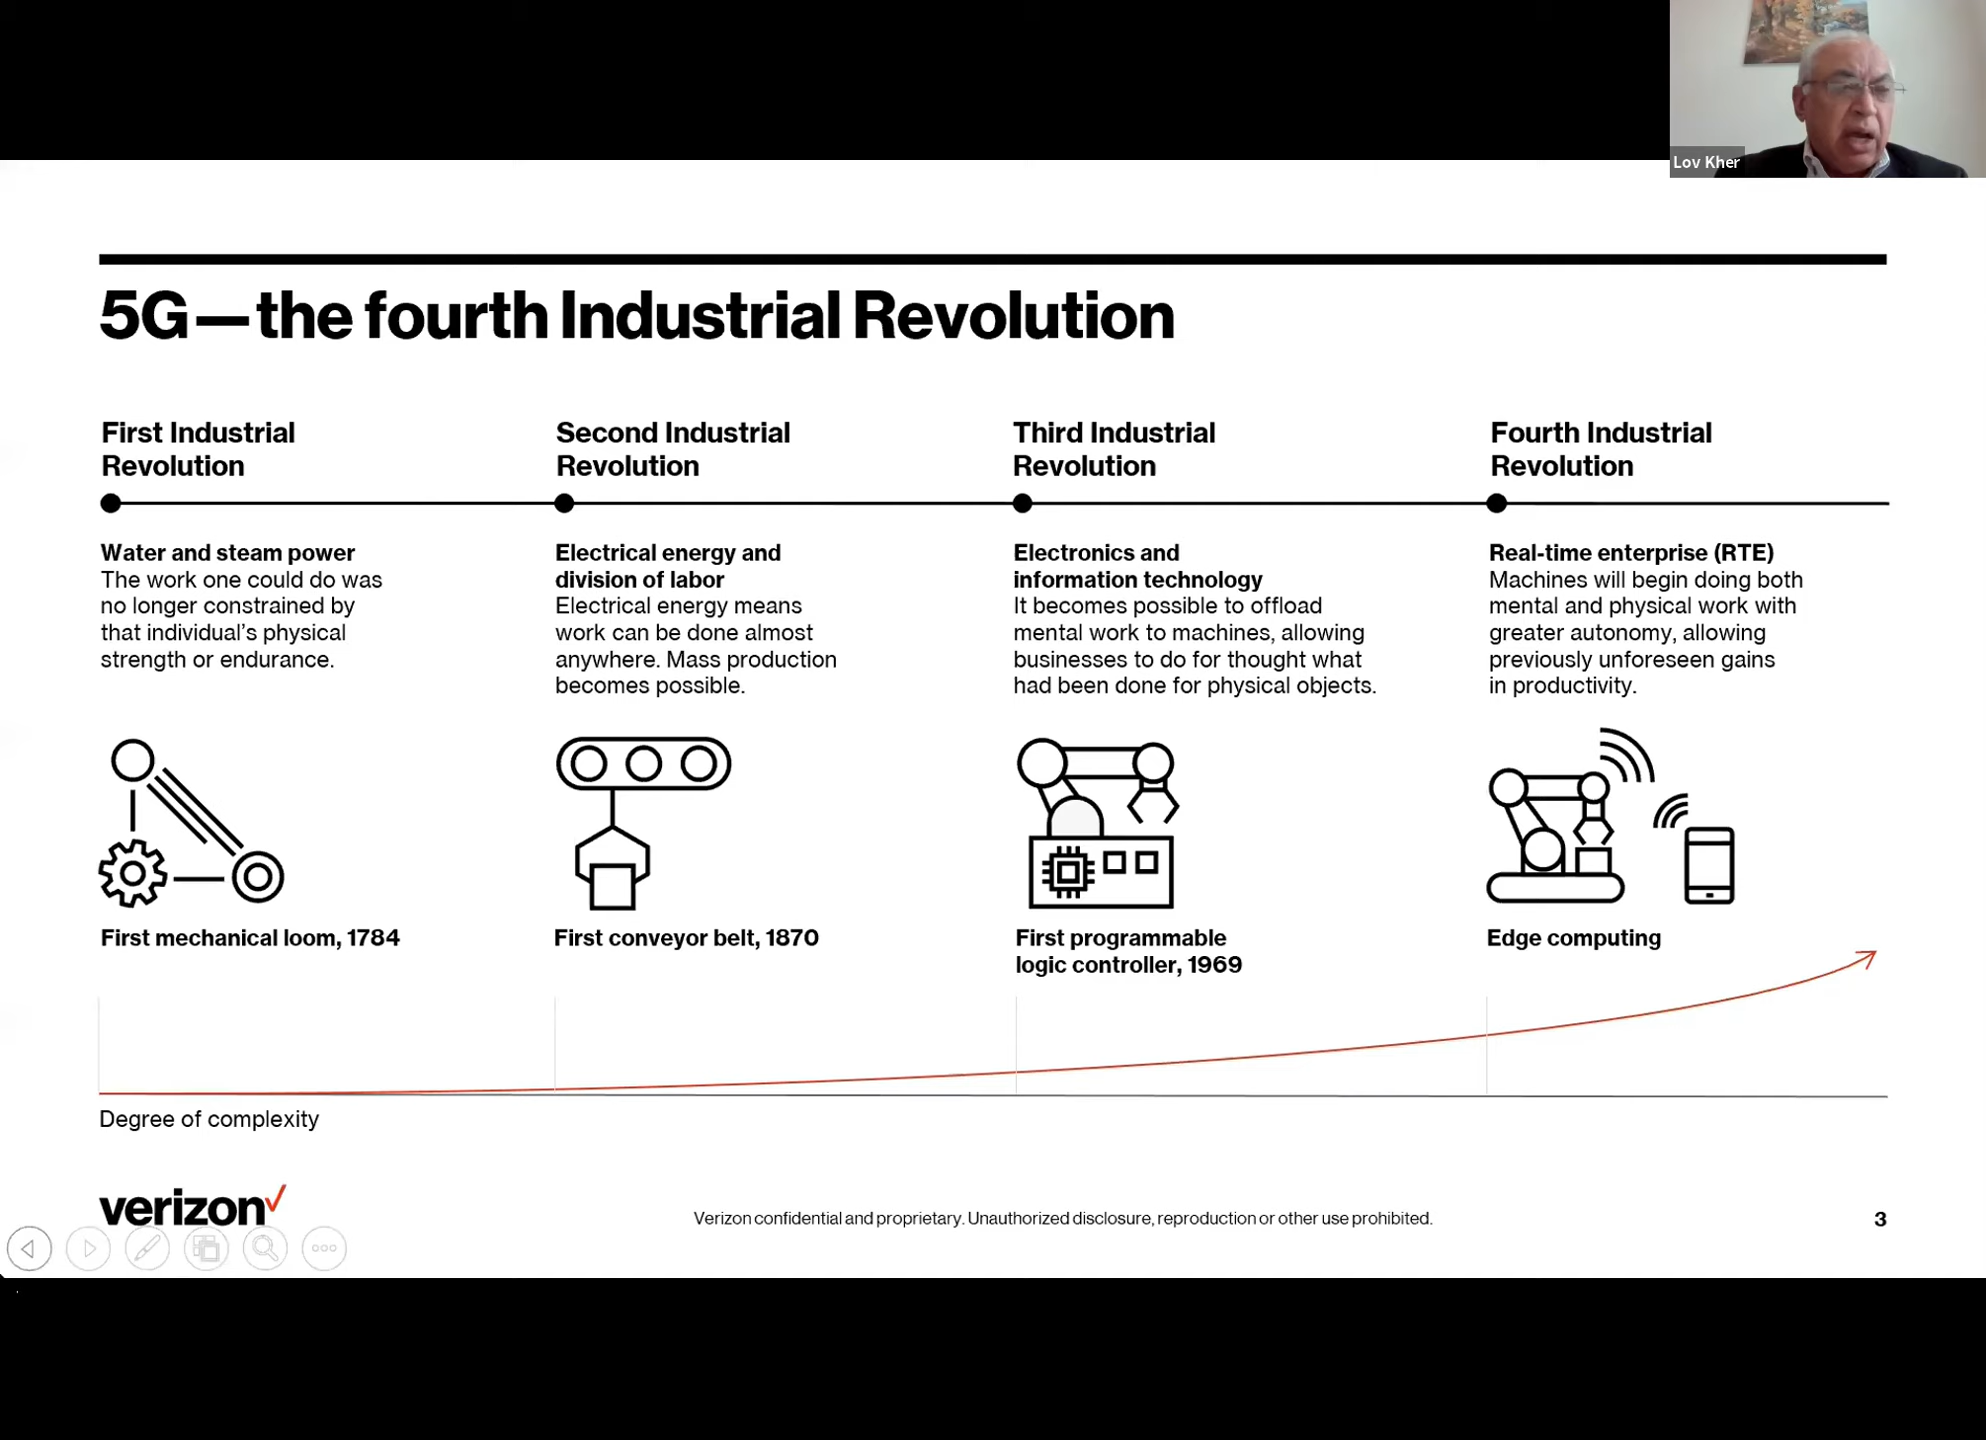 Lov Kher
5G—the fourth Industrial Revolution
First Industrial
Revolution
Second Industrial
Revolution
Third Industrial
Revolution
Fourth Industrial
Revolution
Water and steam power
The work one could do was
no longer constrained by
that individual’s physical
strength or endurance.
Electrical energy and
division of labor
Electrical energy means
work can be done almost
anywhere. Mass production
becomes possible.
Electronics and
information technology
It becomes possible to offload
mental work to machines, allowing
businesses to do for thought what
had been done for physical objects.
Real-time enterprise (RTE)
Machines will begin doing both
mental and physical work with
greater autonomy, allowing
previously unforeseen gains
in productivity.
First mechanical loom, 1784
First conveyor belt, 1870
First programmable
logic controller, 1969
Edge computing
Degree of complexity
verizon
Verizon confidential and proprietary. Unauthorized disclosure, reproduction or other use prohibited.
3